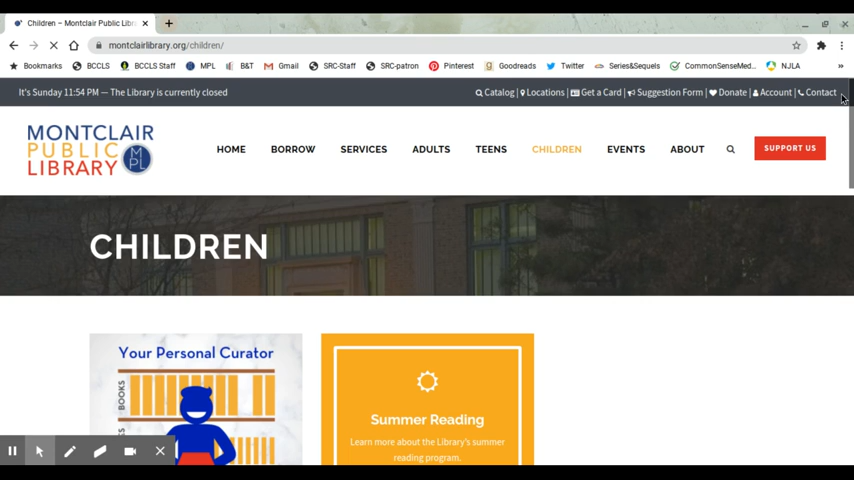 Children – Montclair Public Libr
montclairlibrary.org/children/
Bookmarks BCCLS BCCLS Staff MPL B&T Gmail SRC-Staff SRC-patron Pinterest Goodreads Twitter Series&Sequels CommonSenseMed... NJLA
It's Sunday 11:54 PM — The Library is currently closed
Catalog | Locations | Get a Card | Suggestion Form | Donate | Account | Contact
MONTCLAIR
PUBLIC
LIBRARY
MPL
HOME BORROW SERVICES ADULTS TEENS CHILDREN EVENTS ABOUT SUPPORT US
CHILDREN
Your Personal Curator
BOOKS
Summer Reading
Learn more about the Library's summer
reading program.